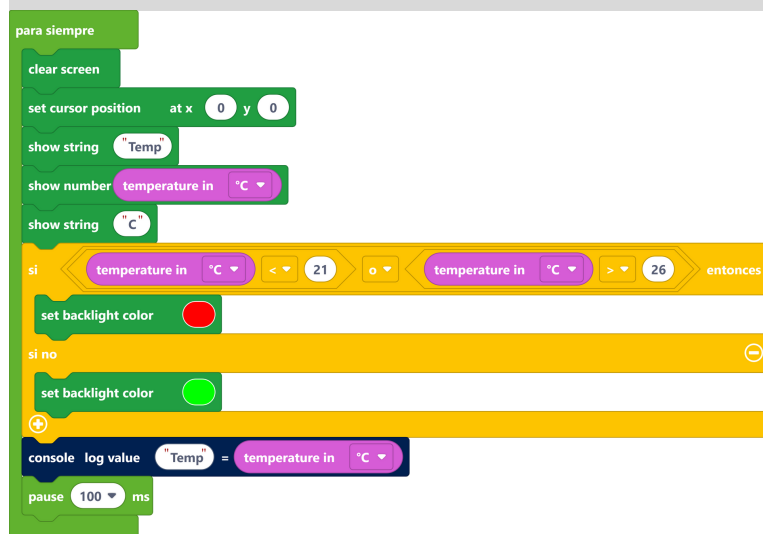 para siempre
clear screen
set cursor position at x 0 y 0
show string "Temp"
show number temperature in °C
show string "C"
si temperature in °C < 21 o temperature in °C > 26 entonces
set backlight color
si no
set backlight color
console log value "Temp" = temperature in °C
pause 100 ms